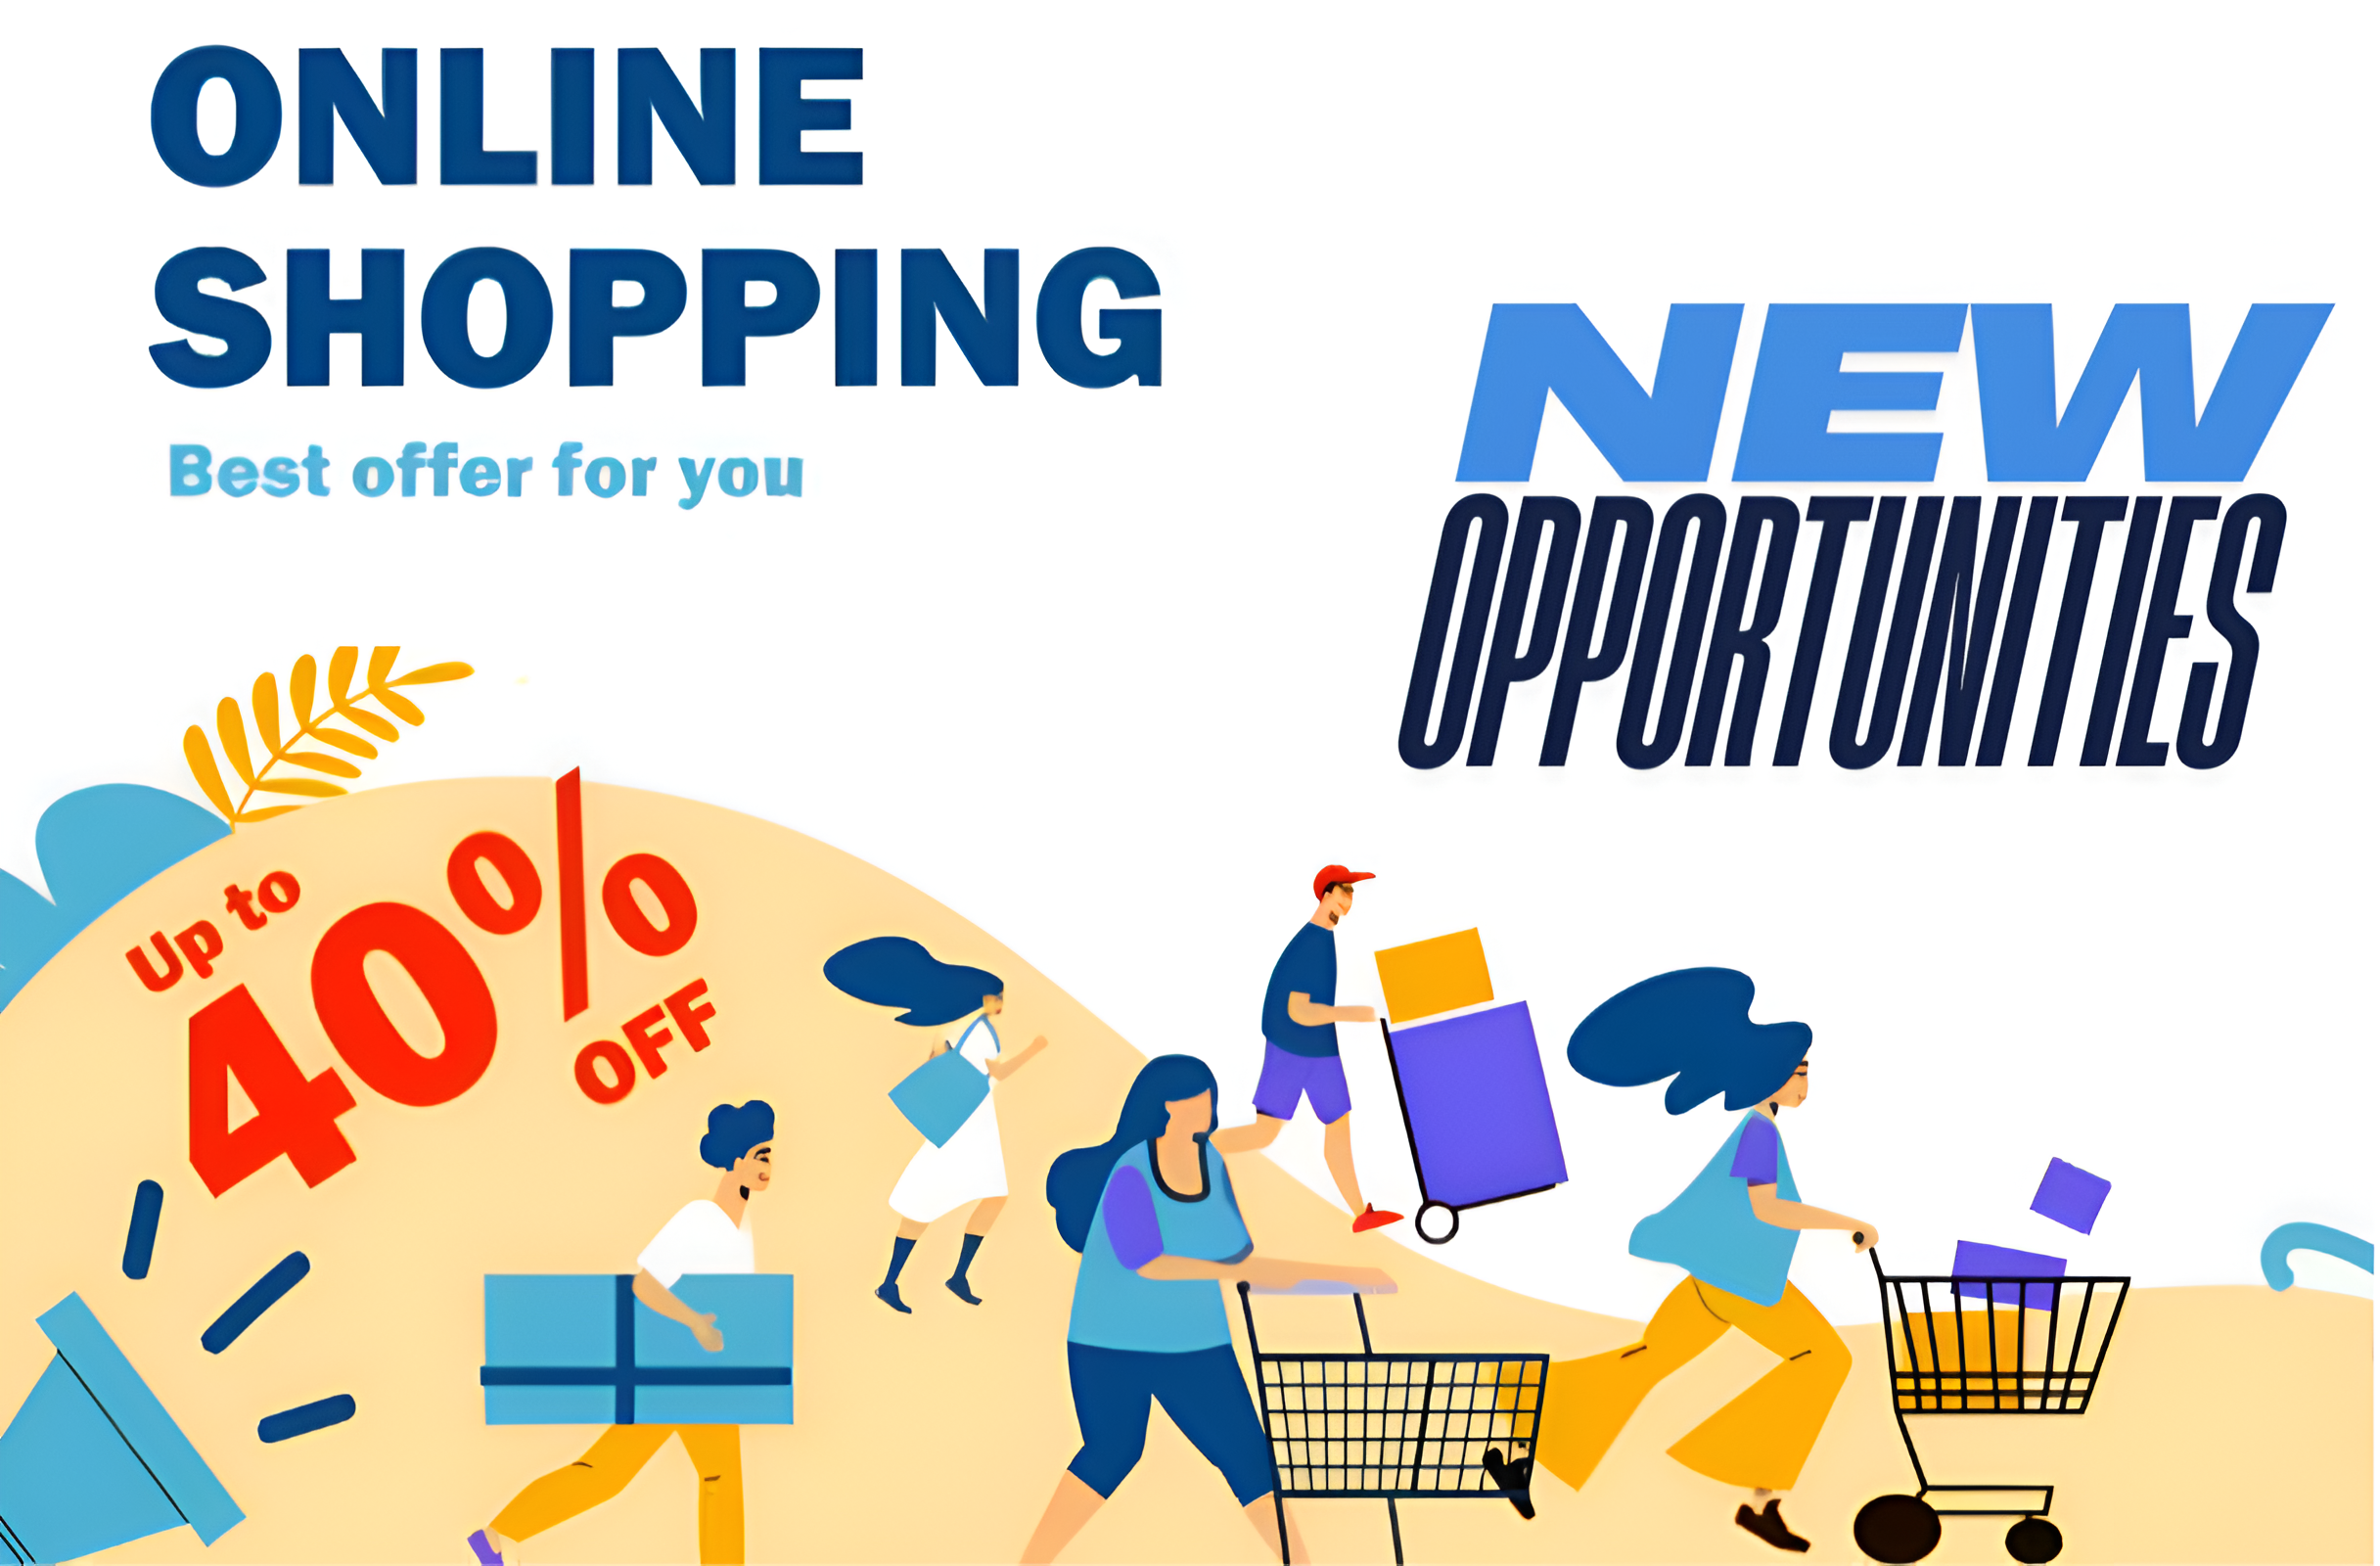 ONLINE
SHOPPING
Best offer for you
NEW
OPPORTUNITIES
Up to
40%
OFF